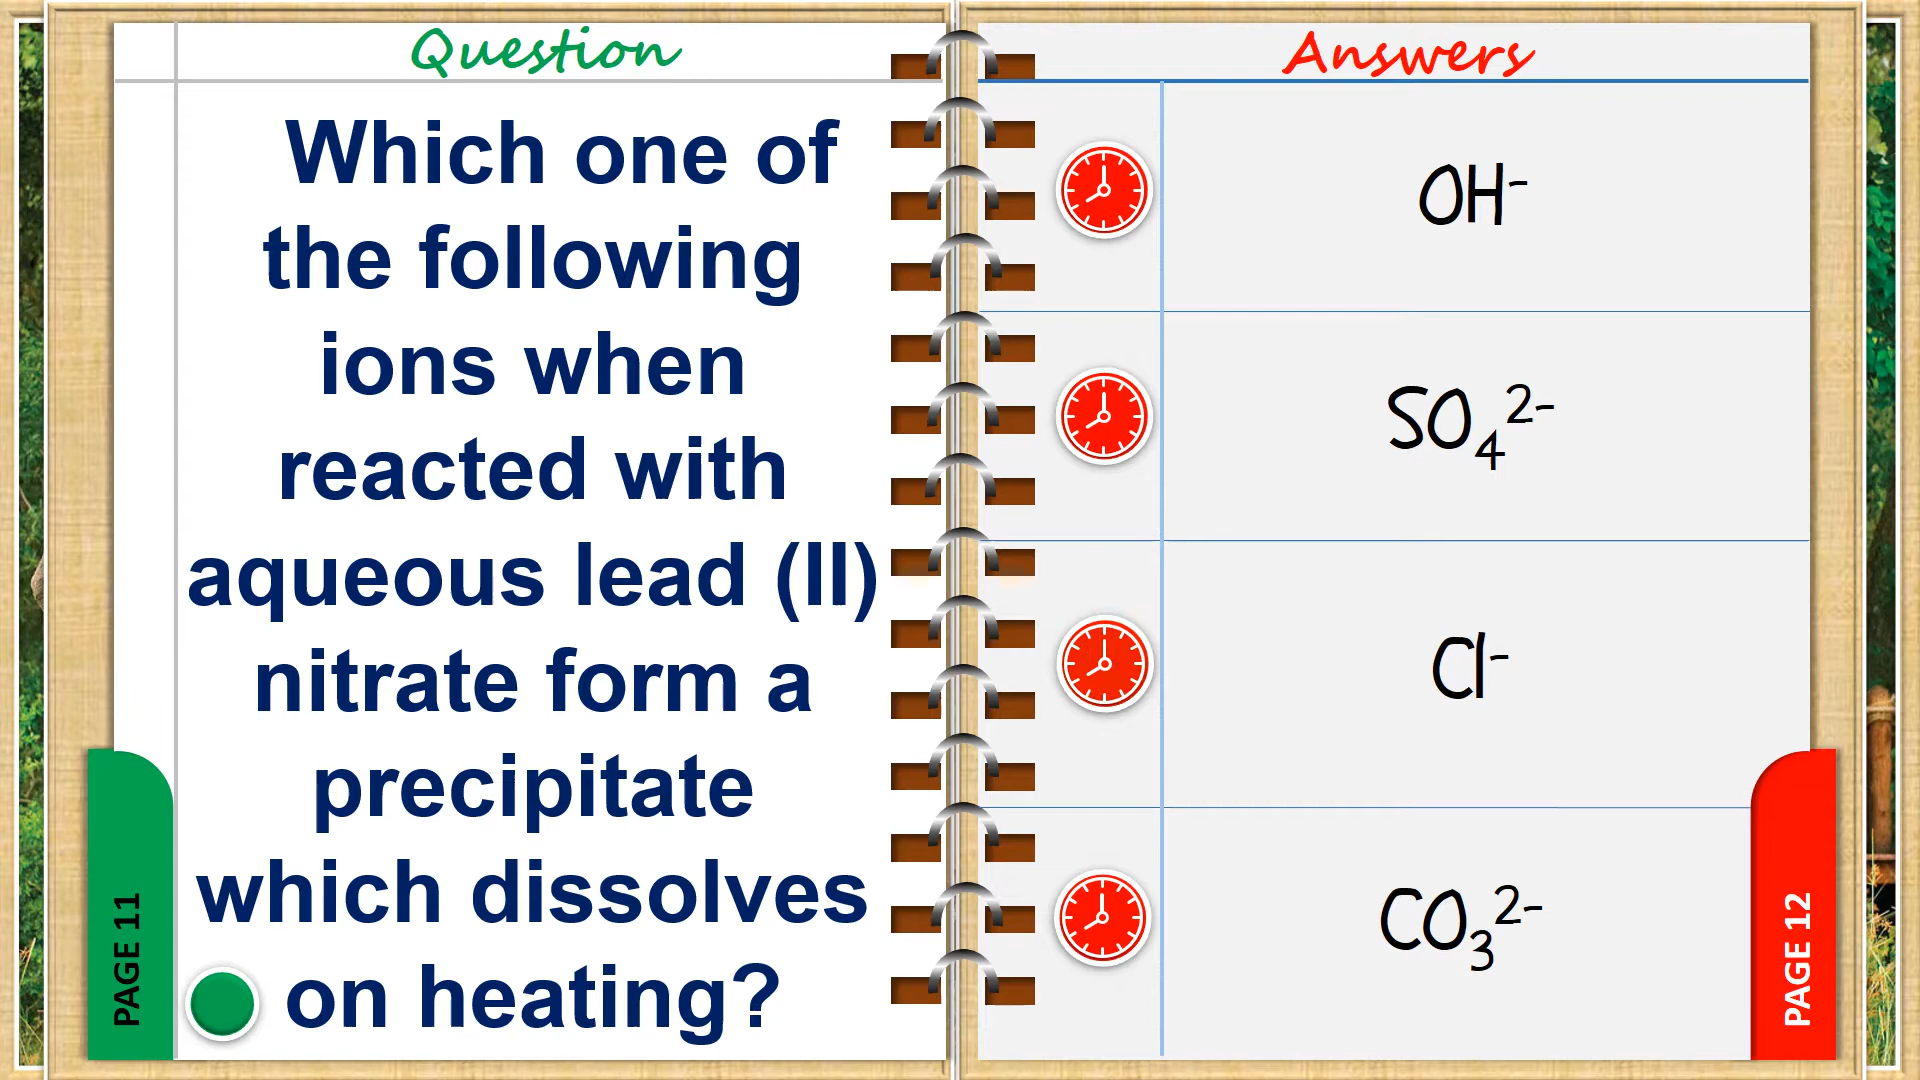 Question
Which one of
the following
ions when
reacted with
aqueous lead (II)
nitrate form a
precipitate
which dissolves
on heating?
PAGE 11
Answers
OH⁻
SO₄²⁻
Cl⁻
CO₃²⁻
PAGE 12